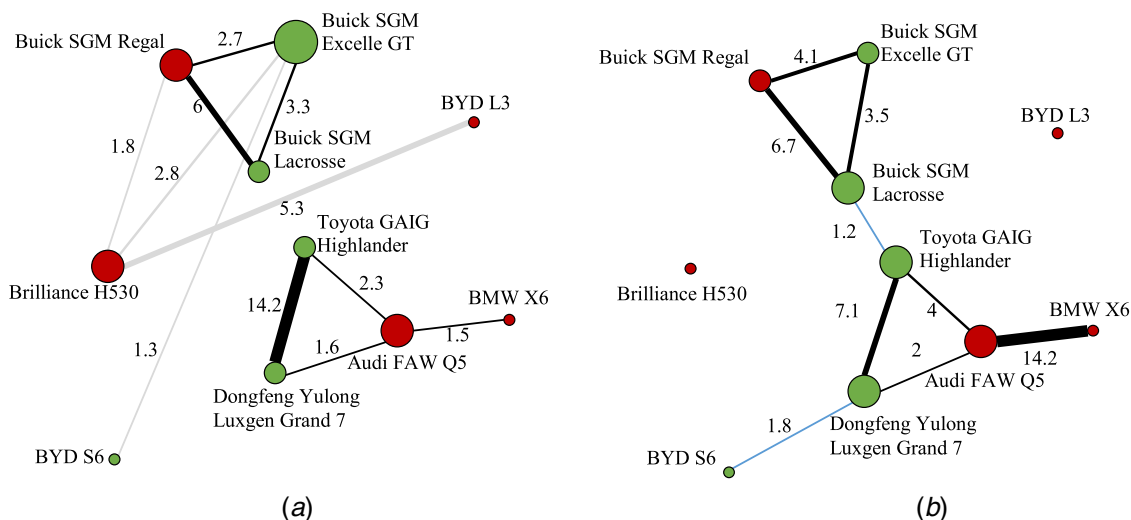 Buick SGM
Excelle GT
Buick SGM Regal
2.7
6
3.3
BYD L3
Buick SGM
Lacrosse
1.8
2.8
5.3
Toyota GAIG
Highlander
Brilliance H530
14.2
2.3
BMW X6
1.5
1.6
Audi FAW Q5
1.3
Dongfeng Yulong
Luxgen Grand 7
BYD S6
(a)
Buick SGM
Excelle GT
Buick SGM Regal
4.1
3.5
6.7
BYD L3
Buick SGM
Lacrosse
1.2
Toyota GAIG
Highlander
Brilliance H530
7.1
4
BMW X6
14.2
2
Audi FAW Q5
Dongfeng Yulong
Luxgen Grand 7
1.8
BYD S6
(b)